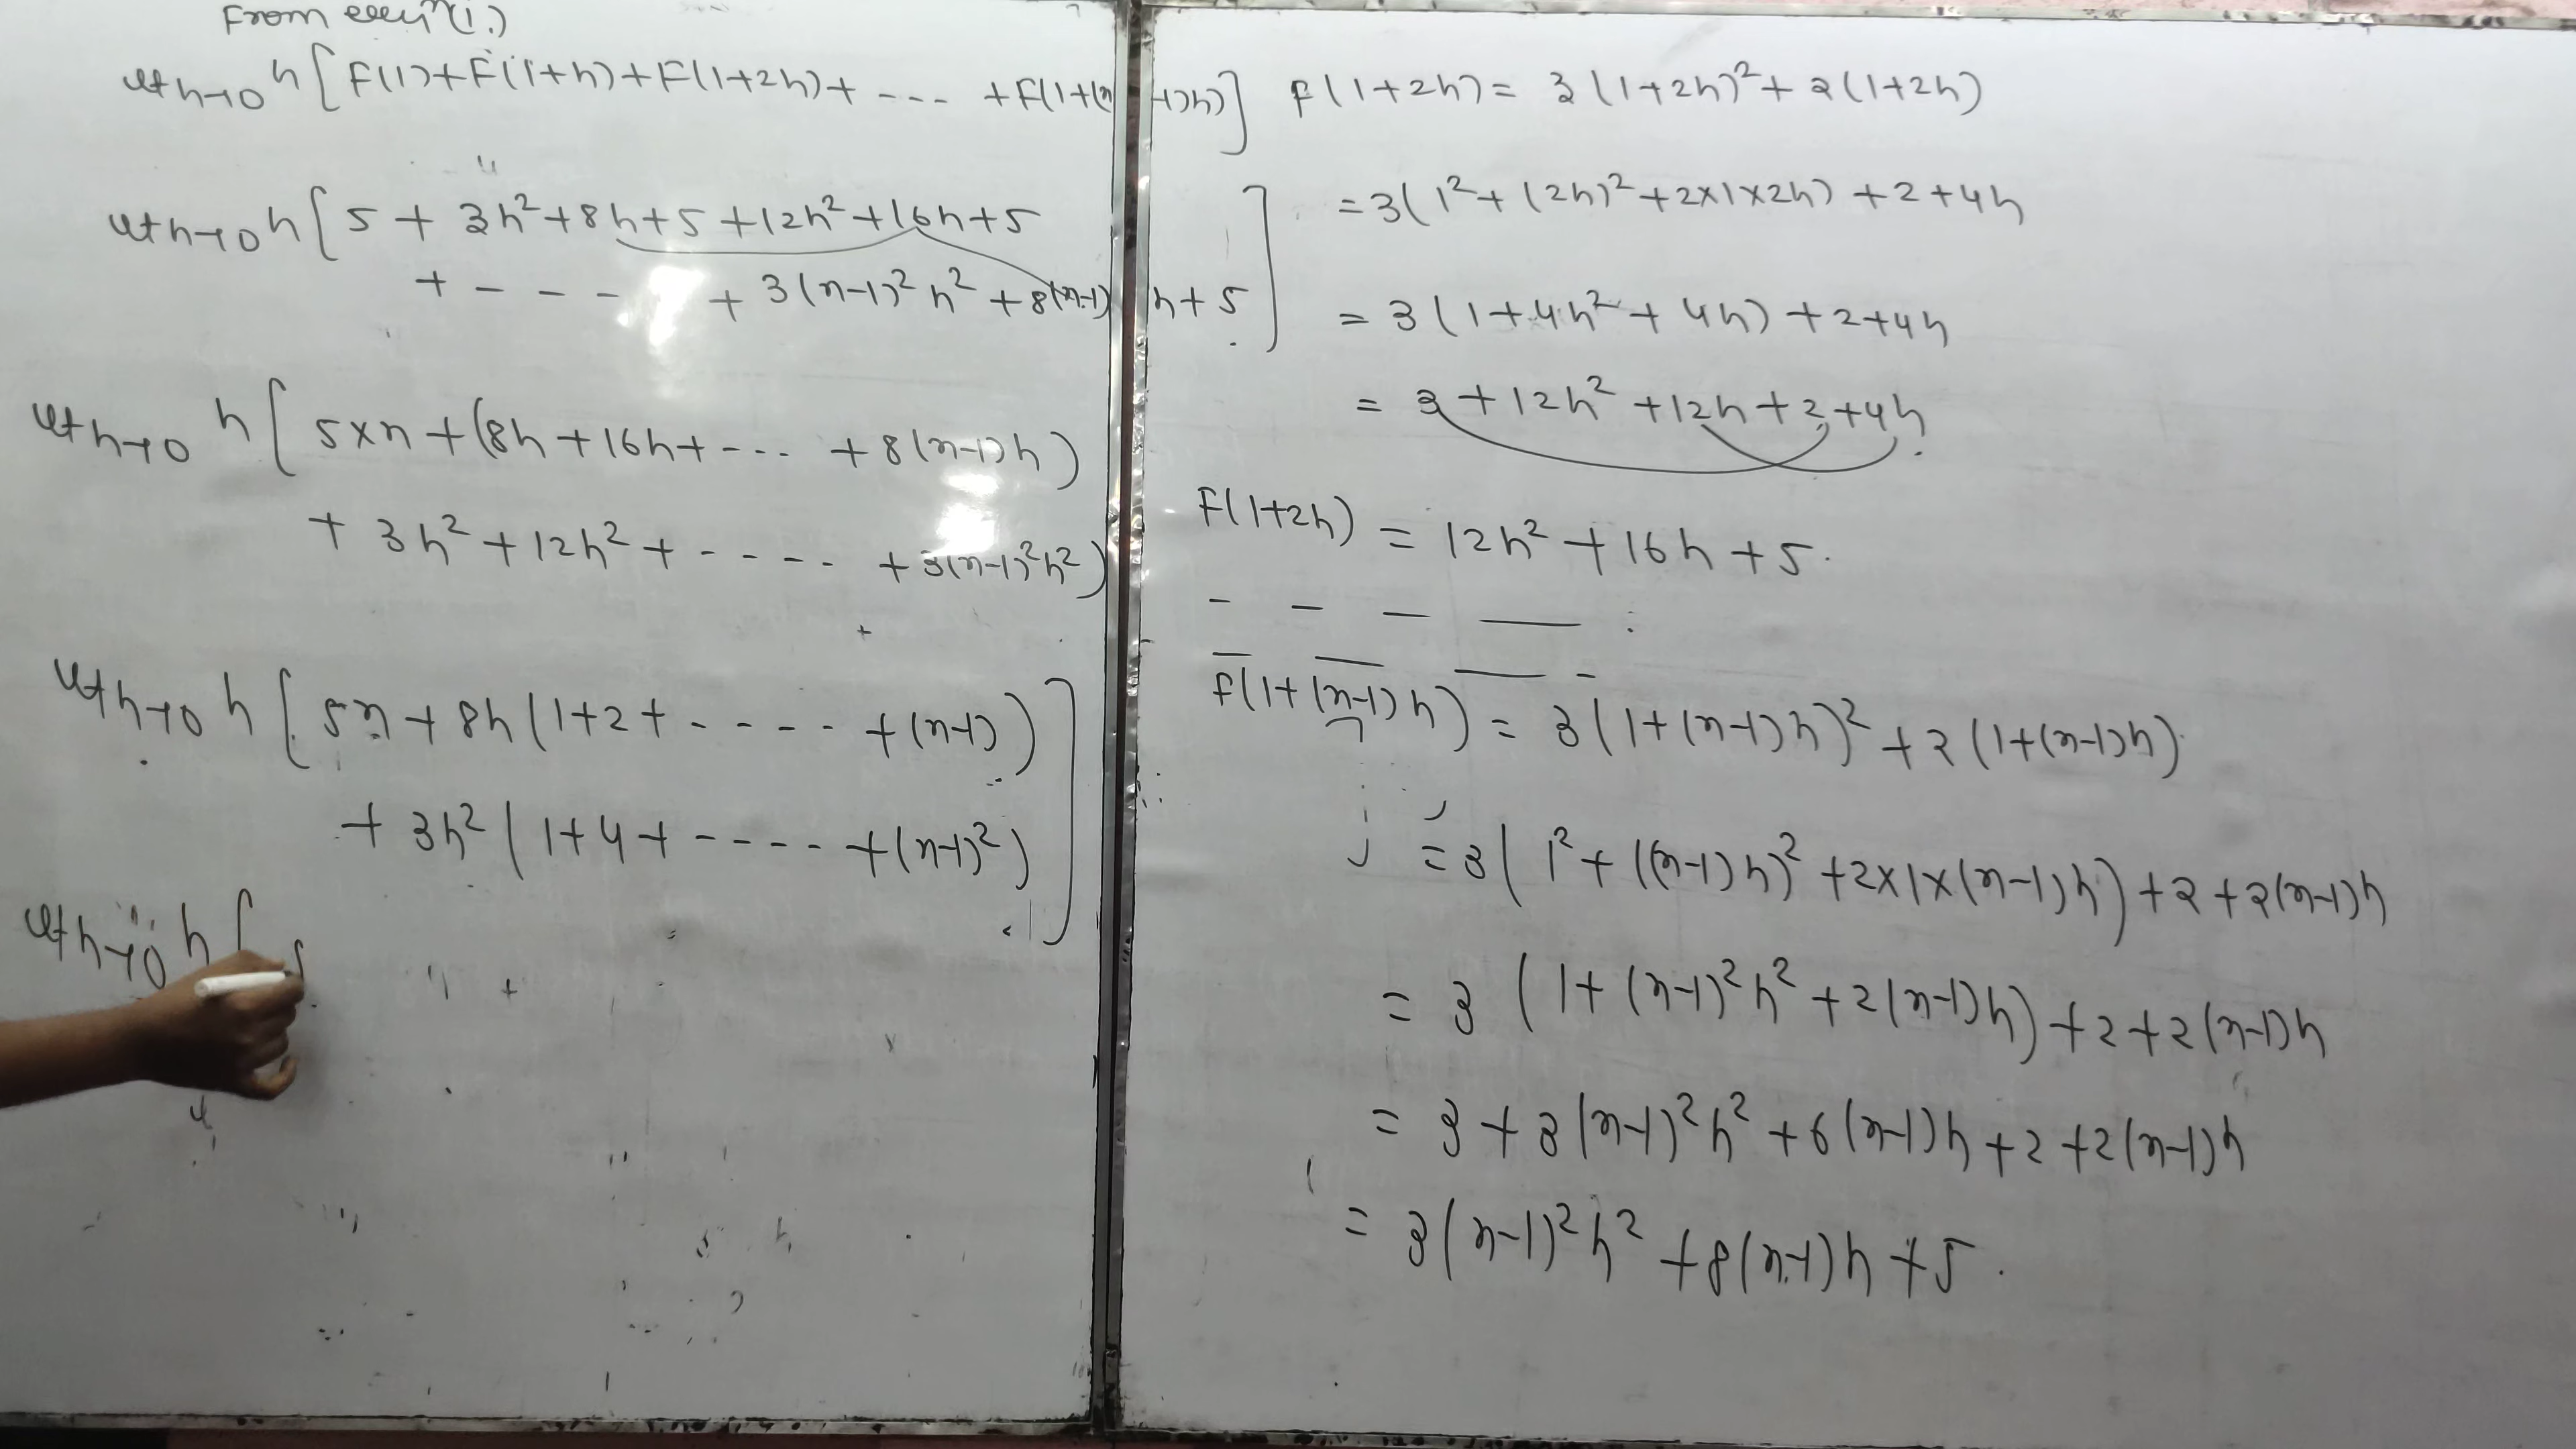 From eqn (1.)
Lt h→0 h[F(1)+F(1+h)+F(1+2h)+ - - - - +F(1+(n-1)h)]
Lt h→0 h[5 + 3h²+8h+5 +12h²+16h+5
+ - - - + 3(n-1)² h² +8(n-1)h+5]
Lt h→0 h[5×n+(8h+16h+ - - - +8(n-1)h)
+ 3h²+12h²+ - - - - - +3(n-1)²h²)
Lt h→0 h[5n+8h(1+2+ - - - - - +(n-1))
+ 3h²(1+4+ - - - - - +(n-1)²)]
Lt h→0 h[5
F(1+2h)= 3(1+2h)²+2(1+2h)
=3(1²+(2h)²+2×1×2h)+2+4h
= 3(1+4h²+4h)+2+4h
= 3+12h²+12h+2+4h.
F(1+2h) = 12h²+16h+5.
F(1+(n-1)h) = 3(1+(n-1)h)²+2(1+(n-1)h)
=3(1²+((n-1)h)²+2×1×(n-1)h)+2+2(n-1)h
= 3 (1+(n-1)²h²+2(n-1)h)+2+2(n-1)h
= 3+3(n-1)²h²+6(n-1)h+2+2(n-1)h
= 3(n-1)²h²+8(n-1)h+5.